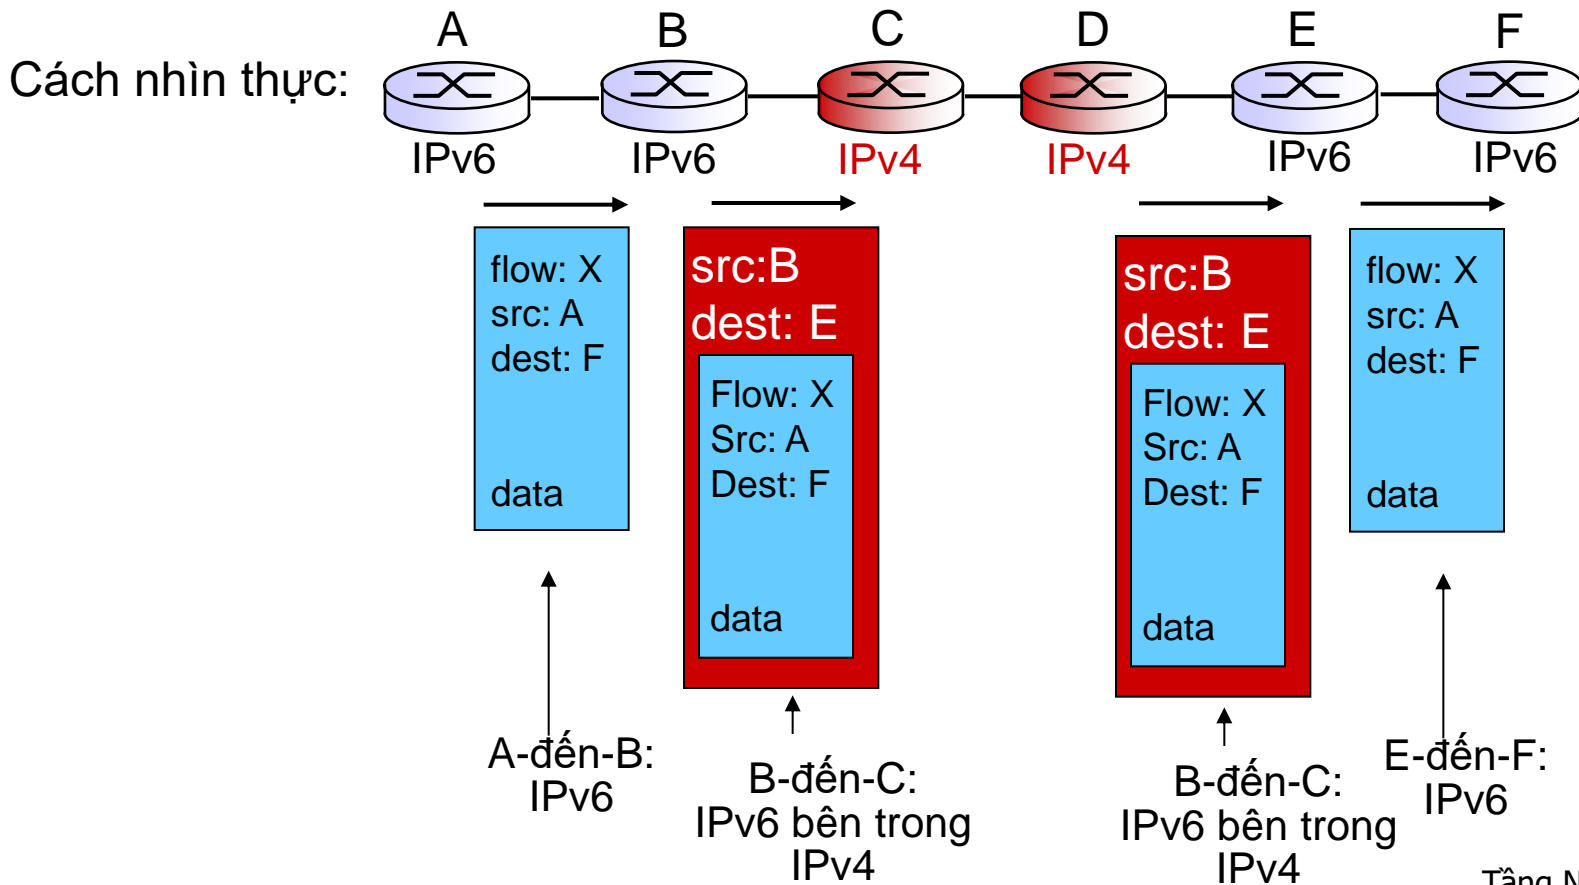 A B C D E F
Cách nhìn thực:
IPv6 IPv6 IPv4 IPv4 IPv6 IPv6
flow: X
src: A
dest: F
data
src:B
dest: E
Flow: X
Src: A
Dest: F
data
src:B
dest: E
Flow: X
Src: A
Dest: F
data
flow: X
src: A
dest: F
data
A-đến-B:
IPv6
B-đến-C:
IPv6 bên trong
IPv4
B-đến-C:
IPv6 bên trong
IPv4
E-đến-F:
IPv6
Tầng N